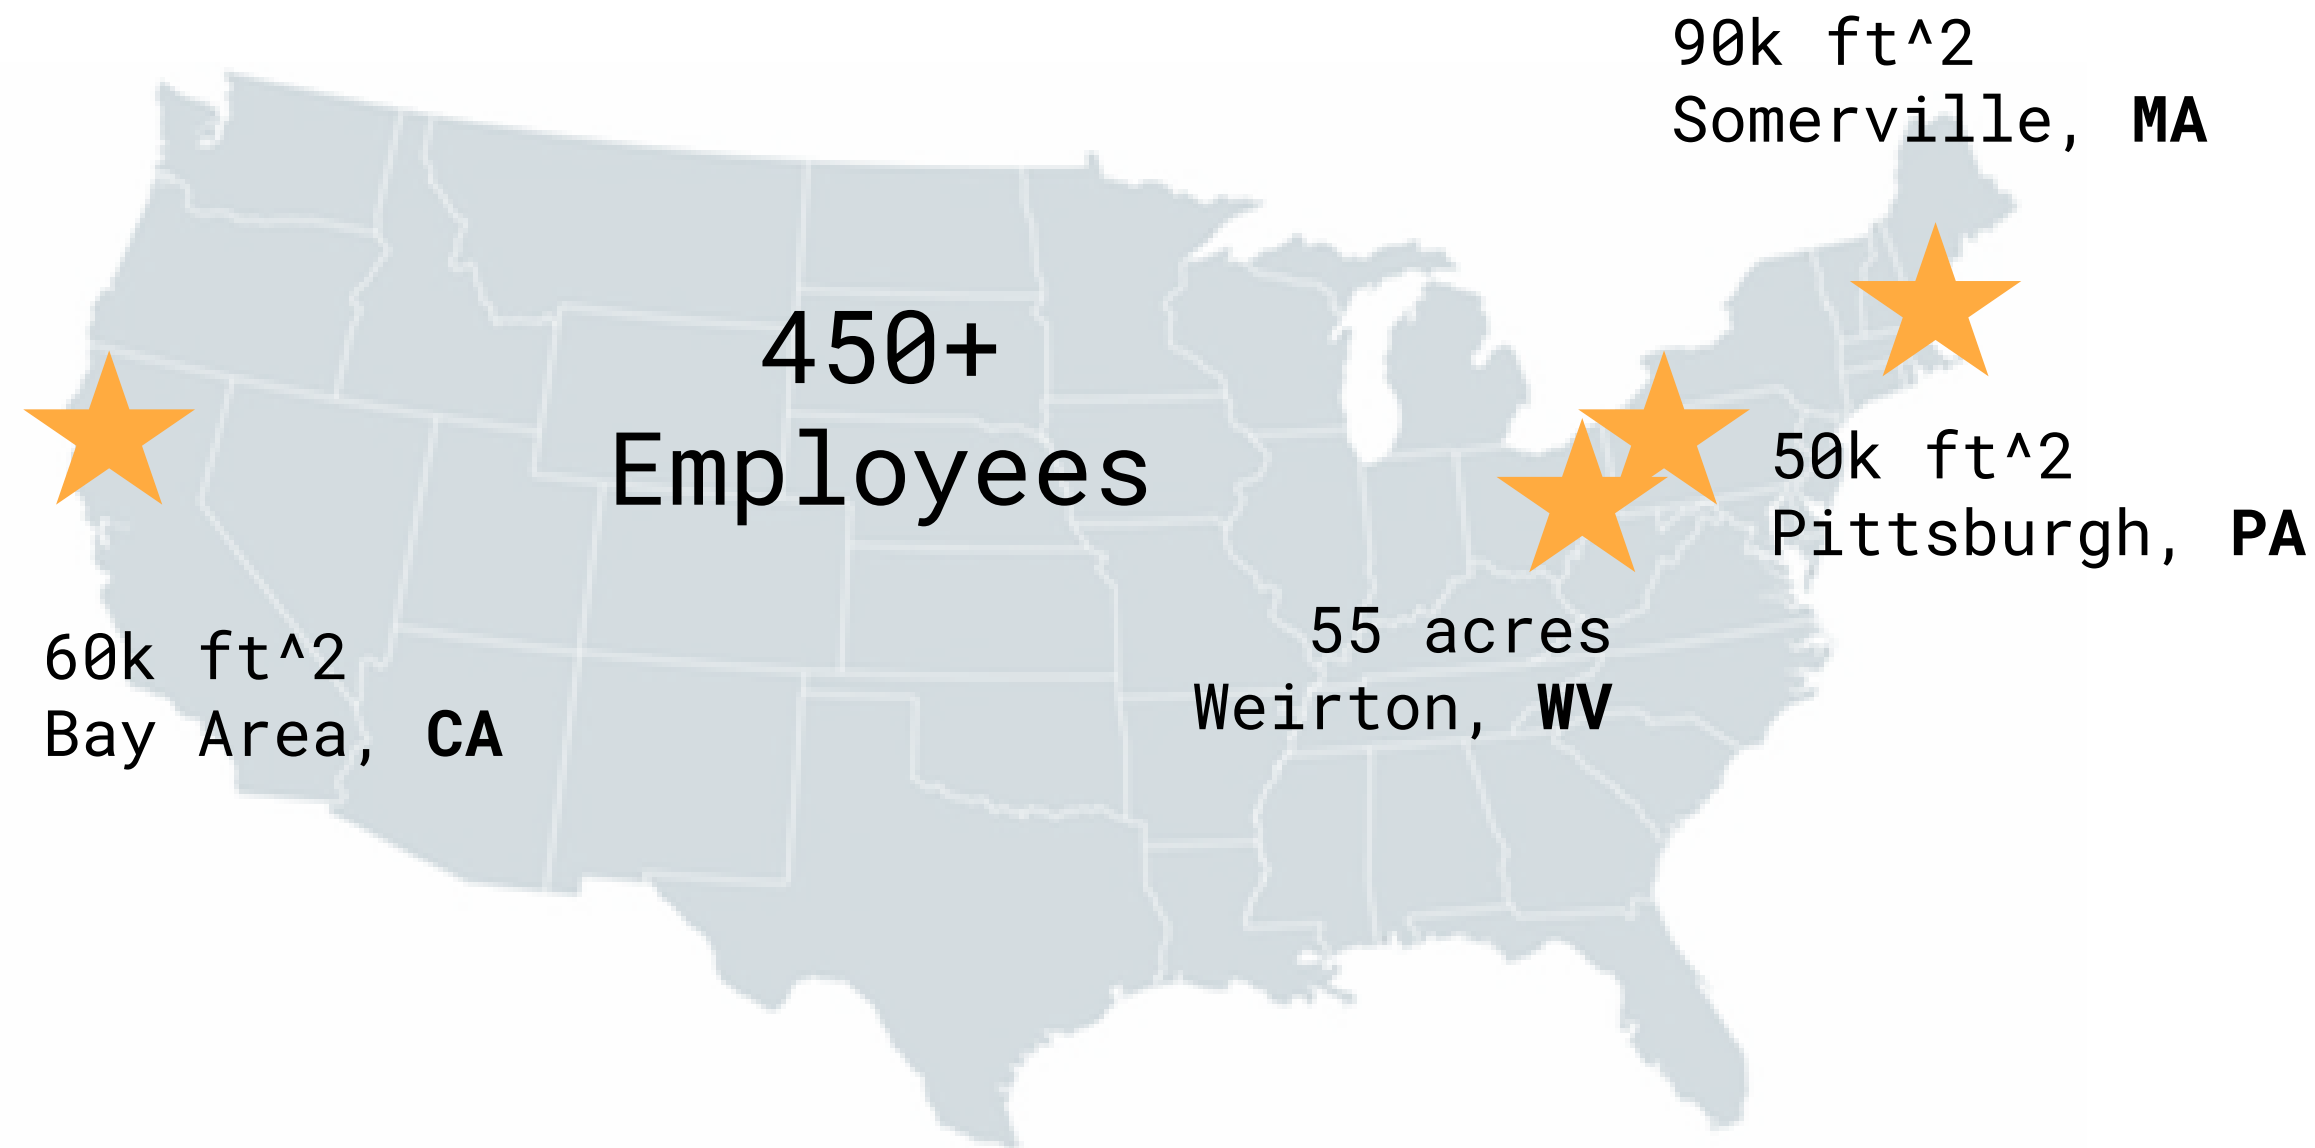 90k ft^2
Somerville, MA
450+
Employees
50k ft^2
Pittsburgh, PA
55 acres
Weirton, WV
60k ft^2
Bay Area, CA